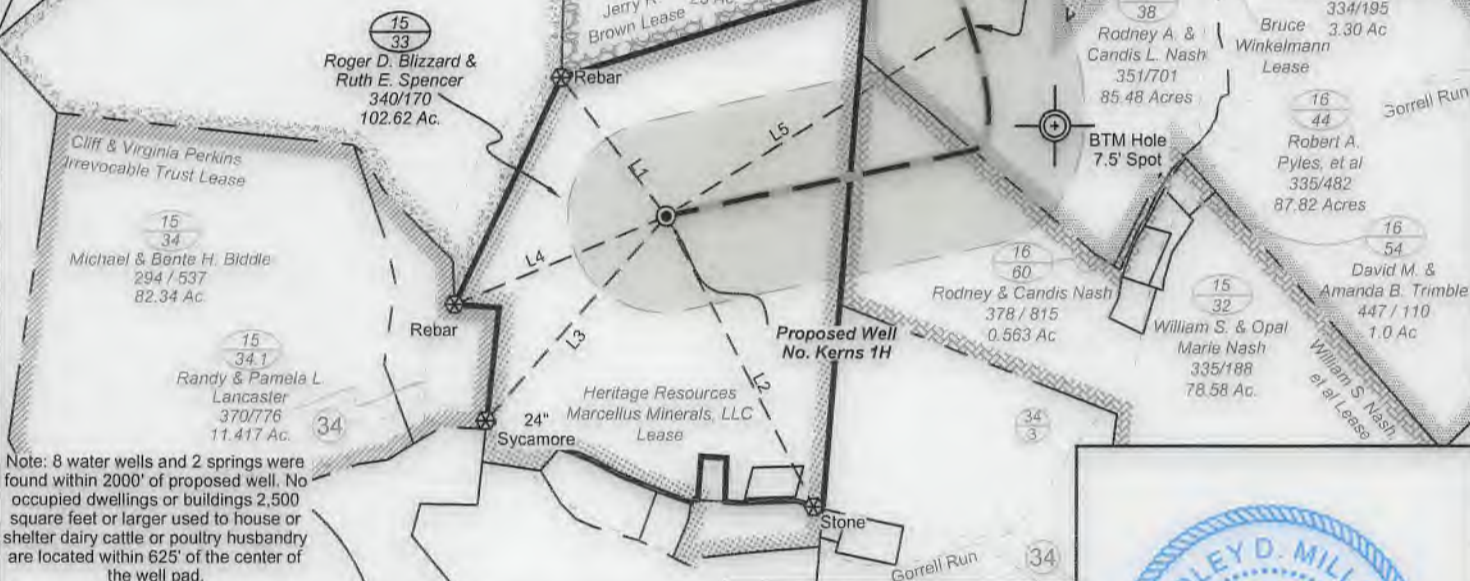 Jerry
Brown Lease
15
33
Roger D. Blizzard &
Ruth E. Spencer
340/170
102.62 Ac.
Rebar
Cliff & Virginia Perkins
Irrevocable Trust Lease
15
34
Michael & Bente H. Biddle
294 / 537
82.34 Ac.
Rebar
15
34.1
Randy & Pamela L.
Lancaster
370/776
11.417 Ac.
34
24"
Sycamore
Note: 8 water wells and 2 springs were
found within 2000' of proposed well. No
occupied dwellings or buildings 2,500
square feet or larger used to house or
shelter dairy cattle or poultry husbandry
are located within 625' of the center of
the well pad.
L1
L5
L4
L3
L2
Proposed Well
No. Kerns 1H
Heritage Resources
Marcellus Minerals, LLC
Lease
Stone
Gorrell Run
34
34
3
38
Rodney A. &
Candis L. Nash
351/701
85.48 Acres
BTM Hole
7.5' Spot
334/195
3.30 Ac
Bruce
Winkelmann
Lease
Gorrell Run
16
44
Robert A.
Pyles, et al
335/482
87.82 Acres
16
54
David M. &
Amanda B. Trimble
447 / 110
1.0 Ac
16
60
Rodney & Candis Nash
378 / 815
0.563 Ac
15
32
William S. & Opal
Marie Nash
335/188
78.58 Ac.
William S. Nash,
et al Lease
LEY D. MILL